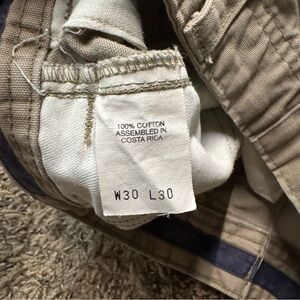 100% COTTON
ASSEMBLED IN
COSTA RICA
W30 L30